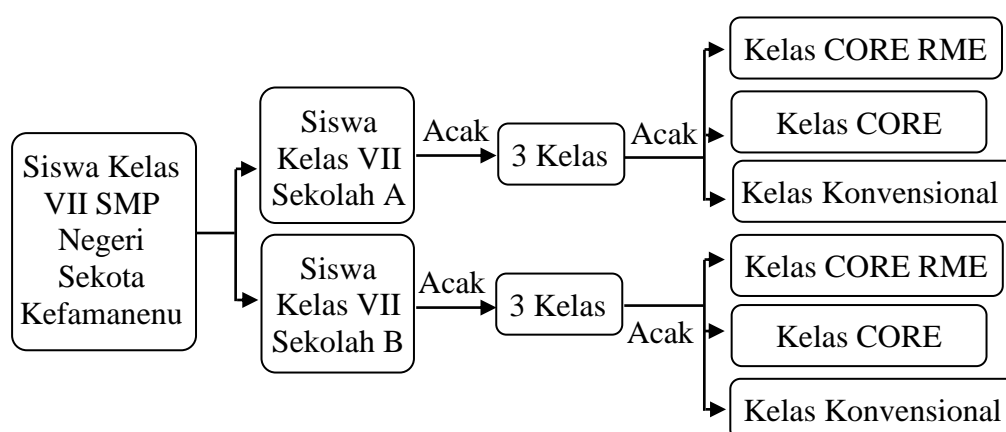 Siswa Kelas
VII SMP
Negeri
Sekota
Kefamanenu
Siswa
Kelas VII
Sekolah A
Acak
3 Kelas
Acak
Kelas CORE RME
Kelas CORE
Kelas Konvensional
Siswa
Kelas VII
Sekolah B
Acak
3 Kelas
Acak
Kelas CORE RME
Kelas CORE
Kelas Konvensional